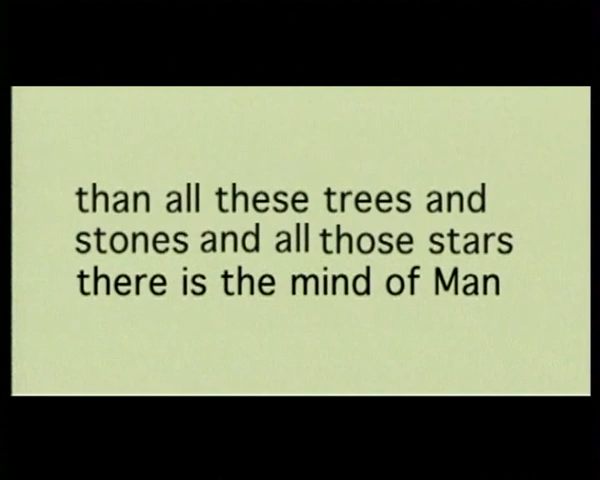 than all these trees and
stones and all those stars
there is the mind of Man